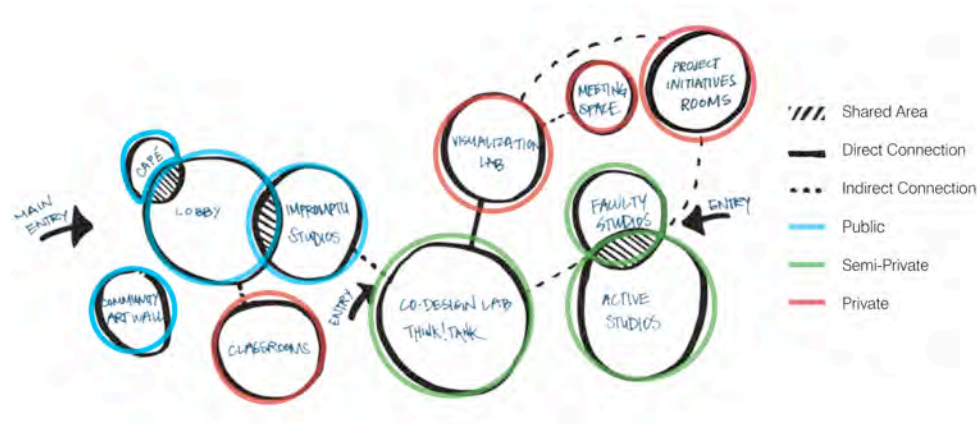 MAIN
ENTRY
CAFÉ
LOBBY
IMPROMPTU
STUDIOS
COMMUNITY
ART WALL
CLASSROOMS
ENTRY
CO-DESIGN LAB
THINK!TANK
VISUALIZATION
LAB
MEETING
SPACE
PROJECT
INITIATIVES
ROOMS
FACULTY
STUDIOS
ENTRY
ACTIVE
STUDIOS
Shared Area
Direct Connection
Indirect Connection
Public
Semi-Private
Private